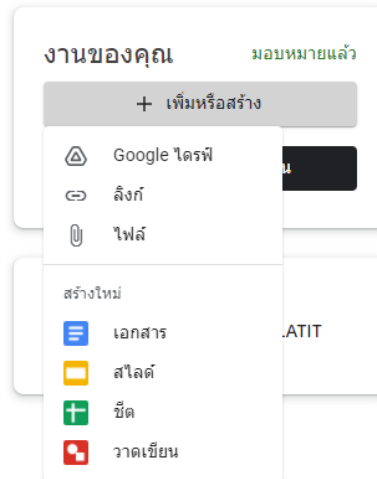 งานของคุณ มอบหมายแล้ว
+ เพิ่มหรือสร้าง
Google ไดรฟ์
ลิงก์
ไฟล์
สร้างใหม่
เอกสาร
สไลด์
ชีต
วาดเขียน